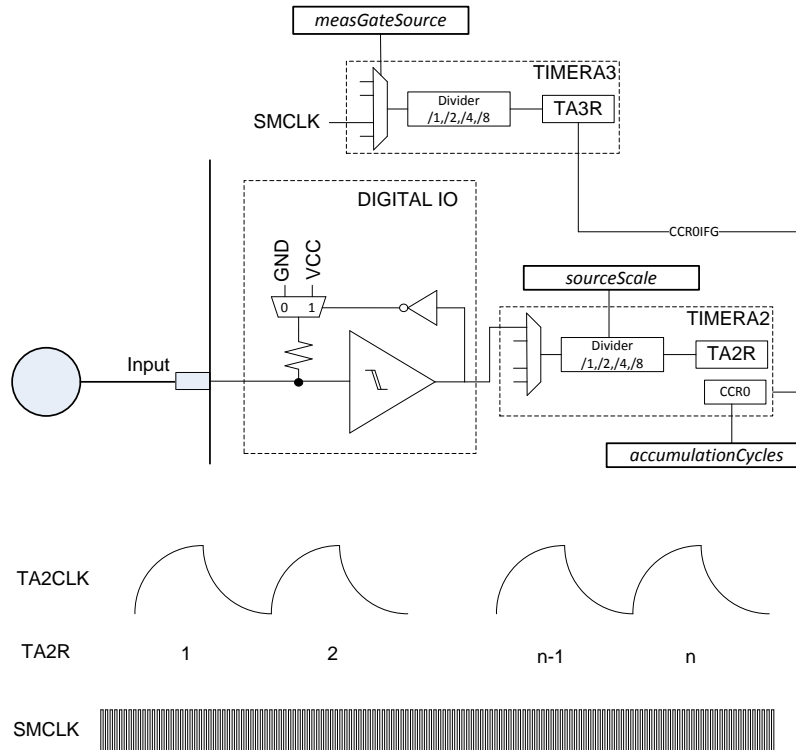 measGateSource
TIMERA3
Divider
/1,/2,/4,/8
TA3R
SMCLK
DIGITAL IO
CCR0IFG
GND
VCC
sourceScale
0
1
TIMERA2
Divider
/1,/2,/4,/8
TA2R
Input
CCR0
accumulationCycles
TA2CLK
TA2R 1 2 n-1 n
SMCLK